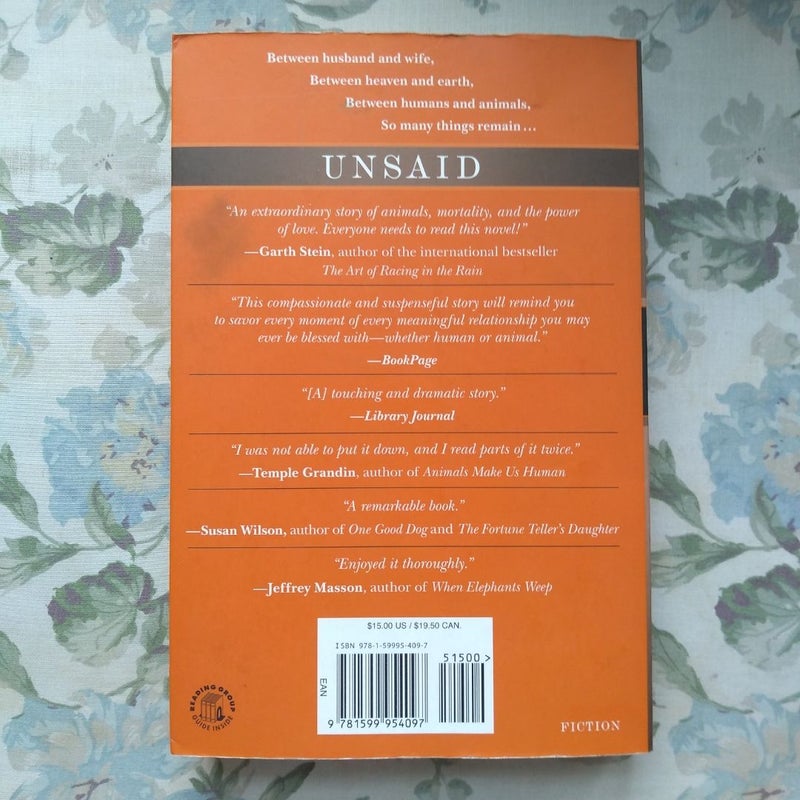 Between husband and wife,
Between heaven and earth,
Between humans and animals,
So many things remain...
UNSAID
“An extraordinary story of animals, mortality, and the power
of love. Everyone needs to read this novel!”
—Garth Stein, author of the international bestseller
The Art of Racing in the Rain
“This compassionate and suspenseful story will remind you
to savor every moment of every meaningful relationship you may
ever be blessed with—whether human or animal.”
—BookPage
“[A] touching and dramatic story.”
—Library Journal
“I was not able to put it down, and I read parts of it twice.”
—Temple Grandin, author of Animals Make Us Human
“A remarkable book.”
—Susan Wilson, author of One Good Dog and The Fortune Teller’s Daughter
“Enjoyed it thoroughly.”
—Jeffrey Masson, author of When Elephants Weep
$15.00 US / $19.50 CAN.
ISBN 978-1-59995-409-7
51500 >
EAN
9 781599 954097
READING GROUP
GUIDE INSIDE
FICTION